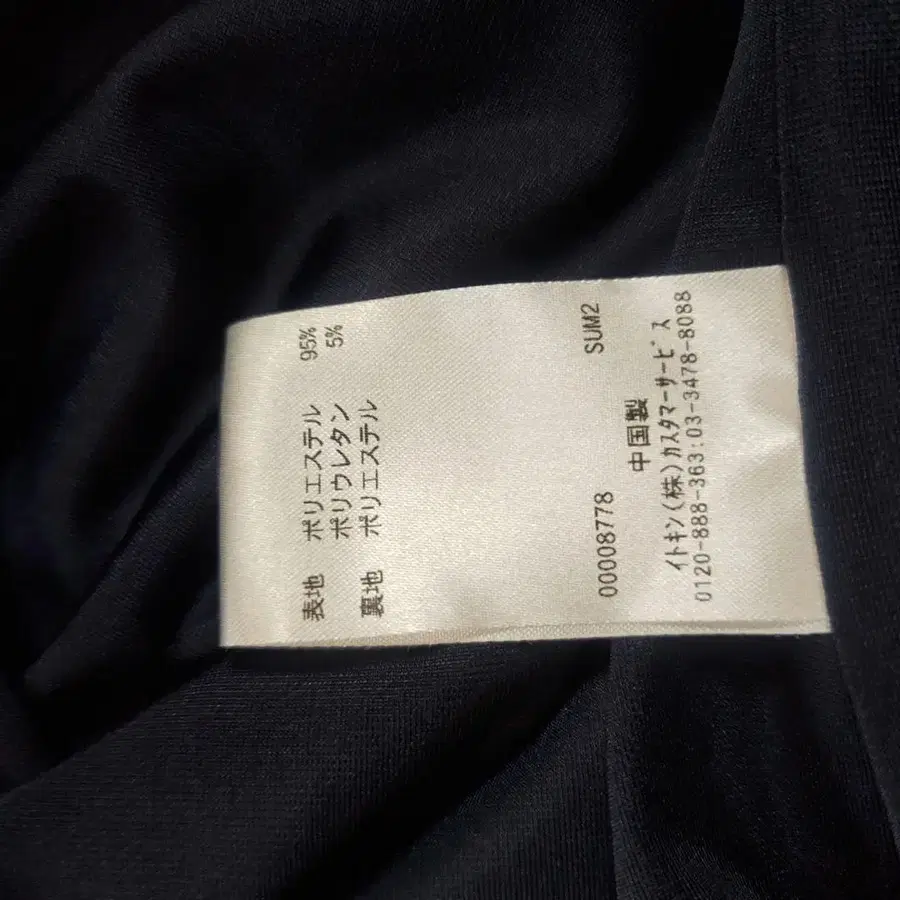 表地 ポリエステル 95%
ポリウレタン 5%
裏地 ポリエステル
00008778 SUM2
中国製
イトキン(株)カスタマーサービス
0120-888-363:03-3478-8088